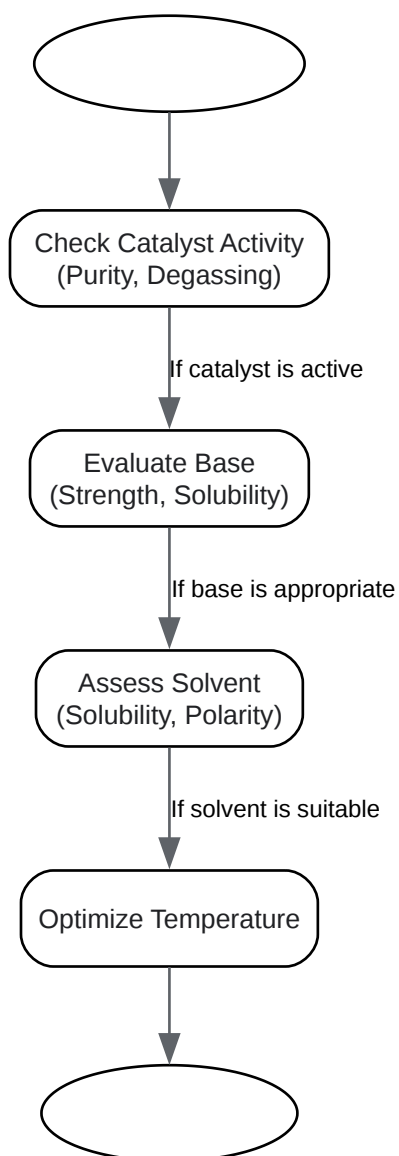 Check Catalyst Activity
(Purity, Degassing)
If catalyst is active
Evaluate Base
(Strength, Solubility)
If base is appropriate
Assess Solvent
(Solubility, Polarity)
If solvent is suitable
Optimize Temperature